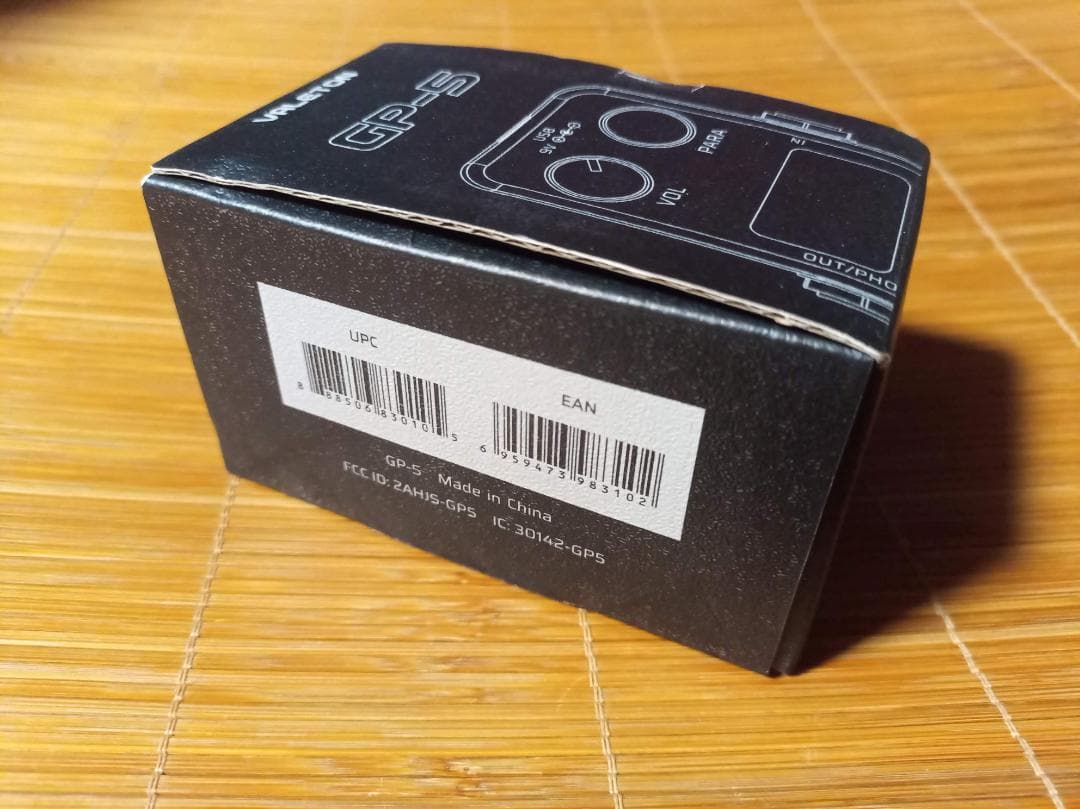 VALETON
GP-5
USB
9V
PARA
VOL
IN
OUT/PHO
UPC
8 88506 83010 5
EAN
6 959473 983102
GP-5 Made in China
FCC ID: 2AHJS-GP5 IC: 30142-GP5